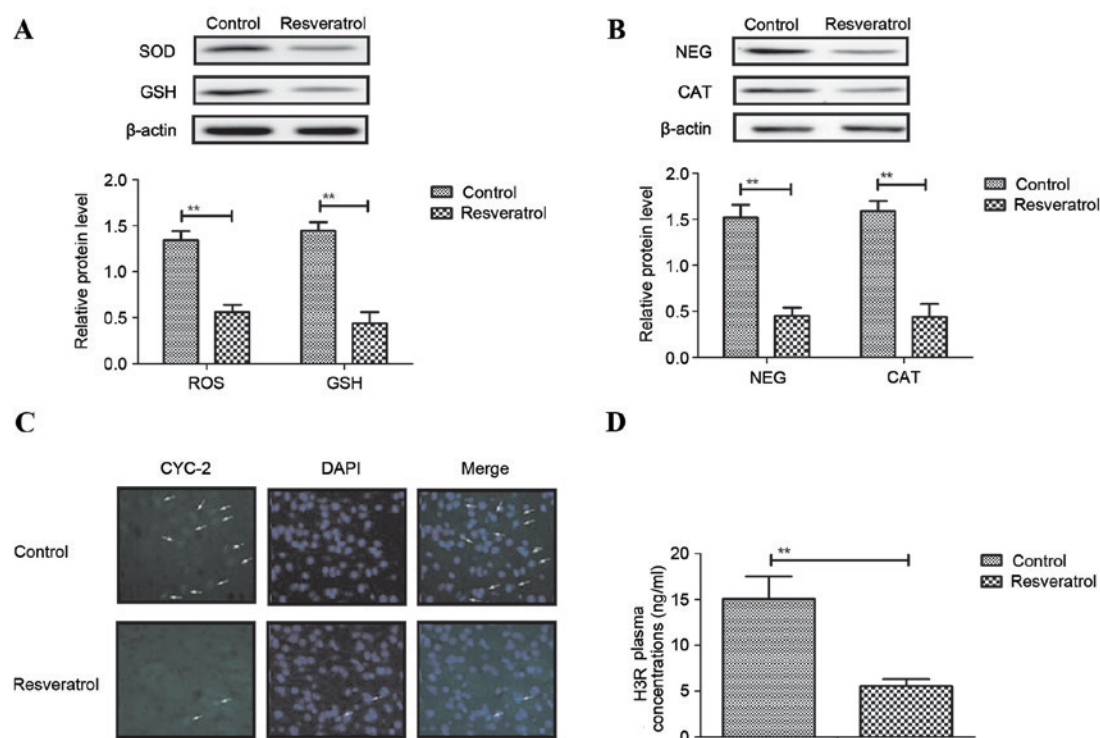 A
Control Resveratrol
SOD
GSH
β-actin
Relative protein level
2.0
1.5
1.0
0.5
0.0
**
**
ROS GSH
Control
Resveratrol
B
Control Resveratrol
NEG
CAT
β-actin
Relative protein level
2.0
1.5
1.0
0.5
0.0
**
**
NEG CAT
Control
Resveratrol
C
CYC-2 DAPI Merge
Control
Resveratrol
D
H3R plasma
concentrations (ng/ml)
20
15
10
5
0
**
Control
Resveratrol